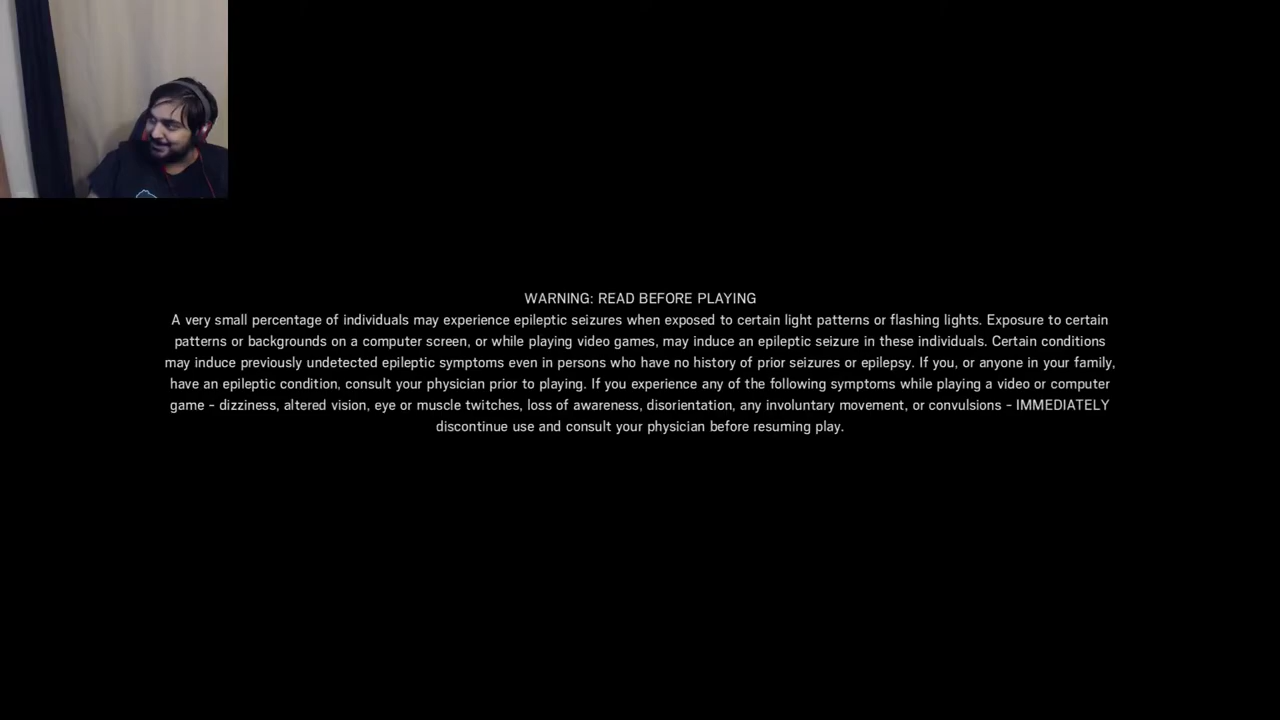 WARNING: READ BEFORE PLAYING
A very small percentage of individuals may experience epileptic seizures when exposed to certain light patterns or flashing lights. Exposure to certain
patterns or backgrounds on a computer screen, or while playing video games, may induce an epileptic seizure in these individuals. Certain conditions
may induce previously undetected epileptic symptoms even in persons who have no history of prior seizures or epilepsy. If you, or anyone in your family,
have an epileptic condition, consult your physician prior to playing. If you experience any of the following symptoms while playing a video or computer
game - dizziness, altered vision, eye or muscle twitches, loss of awareness, disorientation, any involuntary movement, or convulsions - IMMEDIATELY
discontinue use and consult your physician before resuming play.